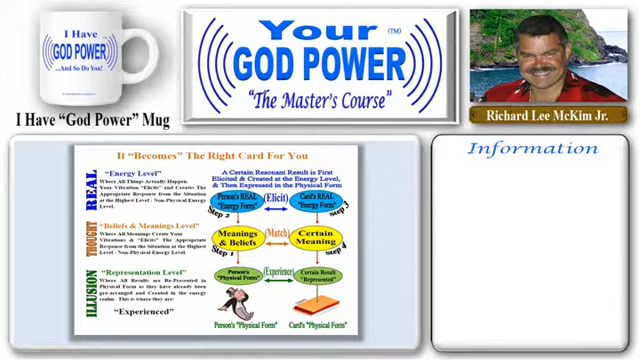 I Have
GOD POWER
...And So Do You!
I Have “God Power” Mug
Your
(TM)
GOD POWER
“The Master's Course”
Richard Lee McKim Jr.
It “Becomes” The Right Card For You
REAL
“Energy Level”
Where All Things Actually Happen.
Your Vibration “Elicit” and Creates The
Appropriate Response from the Situation
at the Highest Level - Non-Physical Energy
Level.
THOUGHT
“Beliefs & Meanings Level”
Where All Meanings Create Your
Vibrations & “Elicits” The Appropriate
Response from the Situation at the Highest
Level - Non-Physical Energy Level.
ILLUSION
“Representation Level”
Where All Results are Re-Presented in
Physical Form as they have already been
pre-arranged and Created in the energy
realm. This is where they are:
“Experienced”
A Certain Resonant Result is First
Elicited & Created at the Energy Level,
& Then Expressed in the Physical Form
Person's REAL
“Energy Form”
(Elicit)
Card's REAL
“Energy Form”
Step 2
Step 3
Meanings
& Beliefs
(Match)
Certain
Meaning
Step 1
Step 4
Person's
“Physical Form”
(Experience)
Certain Result
“Represented”
Person's “Physical Form”
Card's “Physical Form”
Information